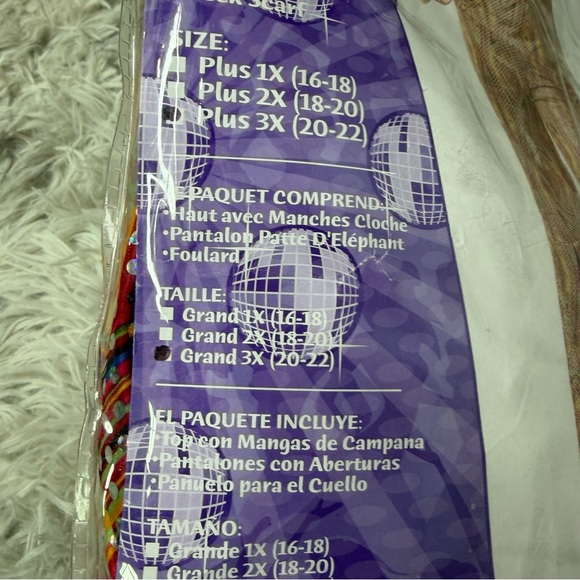 Neck Scarf
SIZE:
Plus 1X (16-18)
Plus 2X (18-20)
Plus 3X (20-22)
PAQUET COMPREND:
•Haut avec Manches Cloche
•Pantalon Patte D'Eléphant
•Foulard
TAILLE:
Grand 1X (16-18)
Grand 2X (18-20)
Grand 3X (20-22)
EL PAQUETE INCLUYE:
•Top con Mangas de Campana
•Pantalones con Aberturas
•Pañuelo para el Cuello
TAMAÑO:
Grande 1X (16-18)
Grande 2X (18-20)